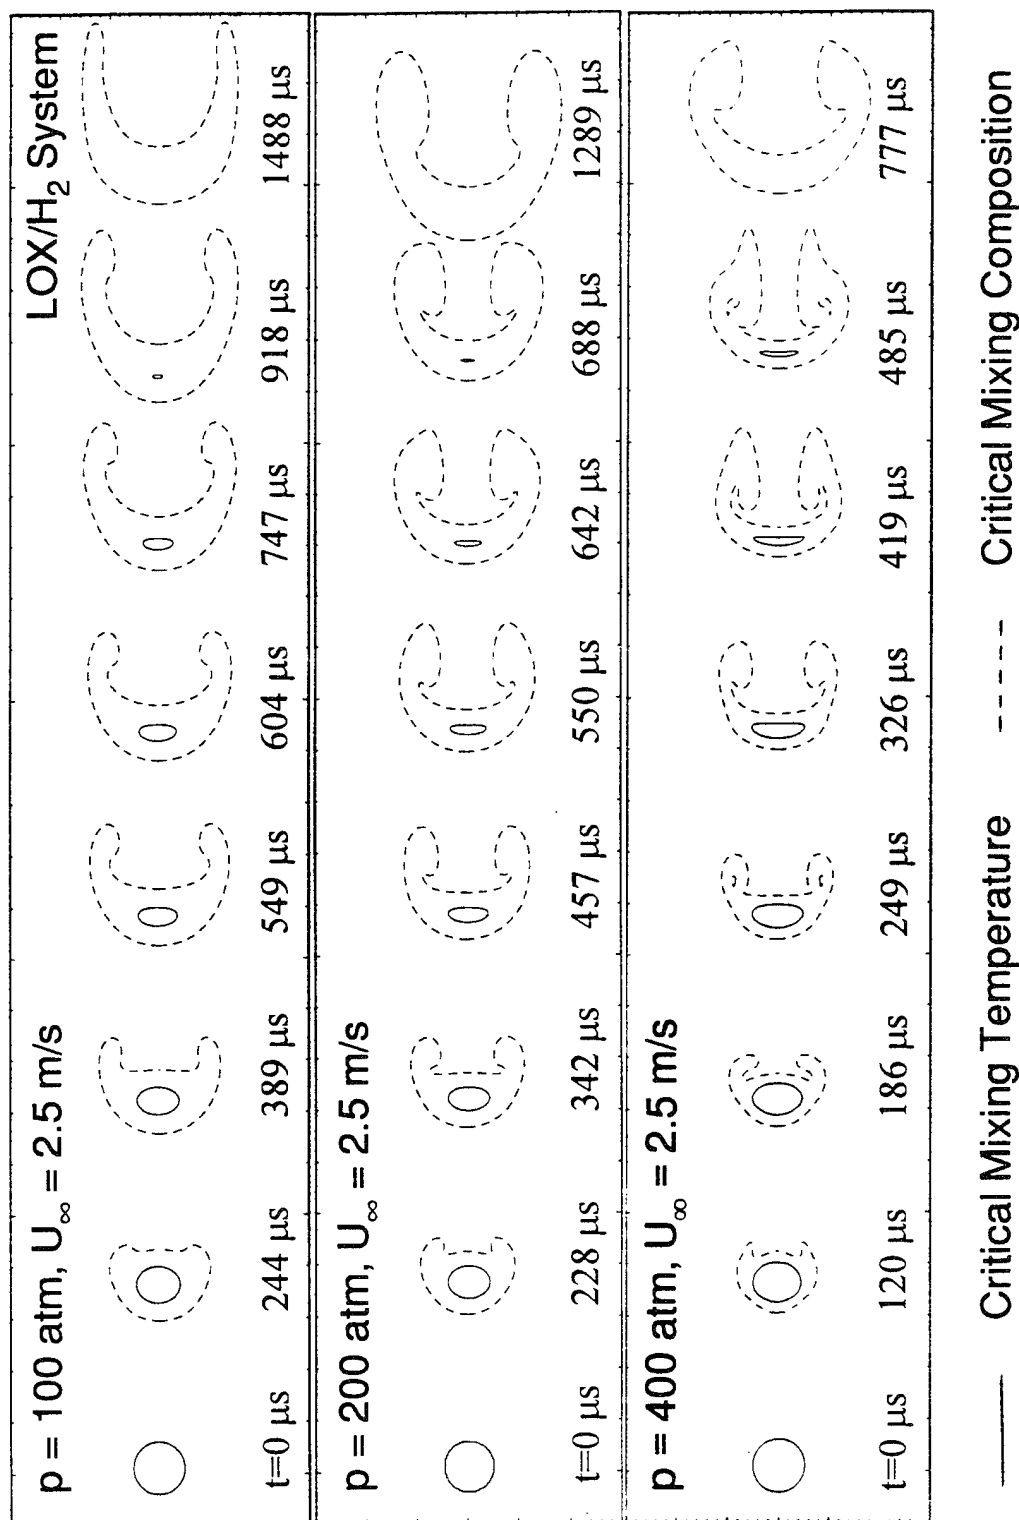 p = 100 atm, U∞ = 2.5 m/s
LOX/H2 System
t=0 μs
244 μs
389 μs
549 μs
604 μs
747 μs
918 μs
1488 μs
p = 200 atm, U∞ = 2.5 m/s
t=0 μs
228 μs
342 μs
457 μs
550 μs
642 μs
688 μs
1289 μs
p = 400 atm, U∞ = 2.5 m/s
t=0 μs
120 μs
186 μs
249 μs
326 μs
419 μs
485 μs
777 μs
Critical Mixing Temperature
Critical Mixing Composition